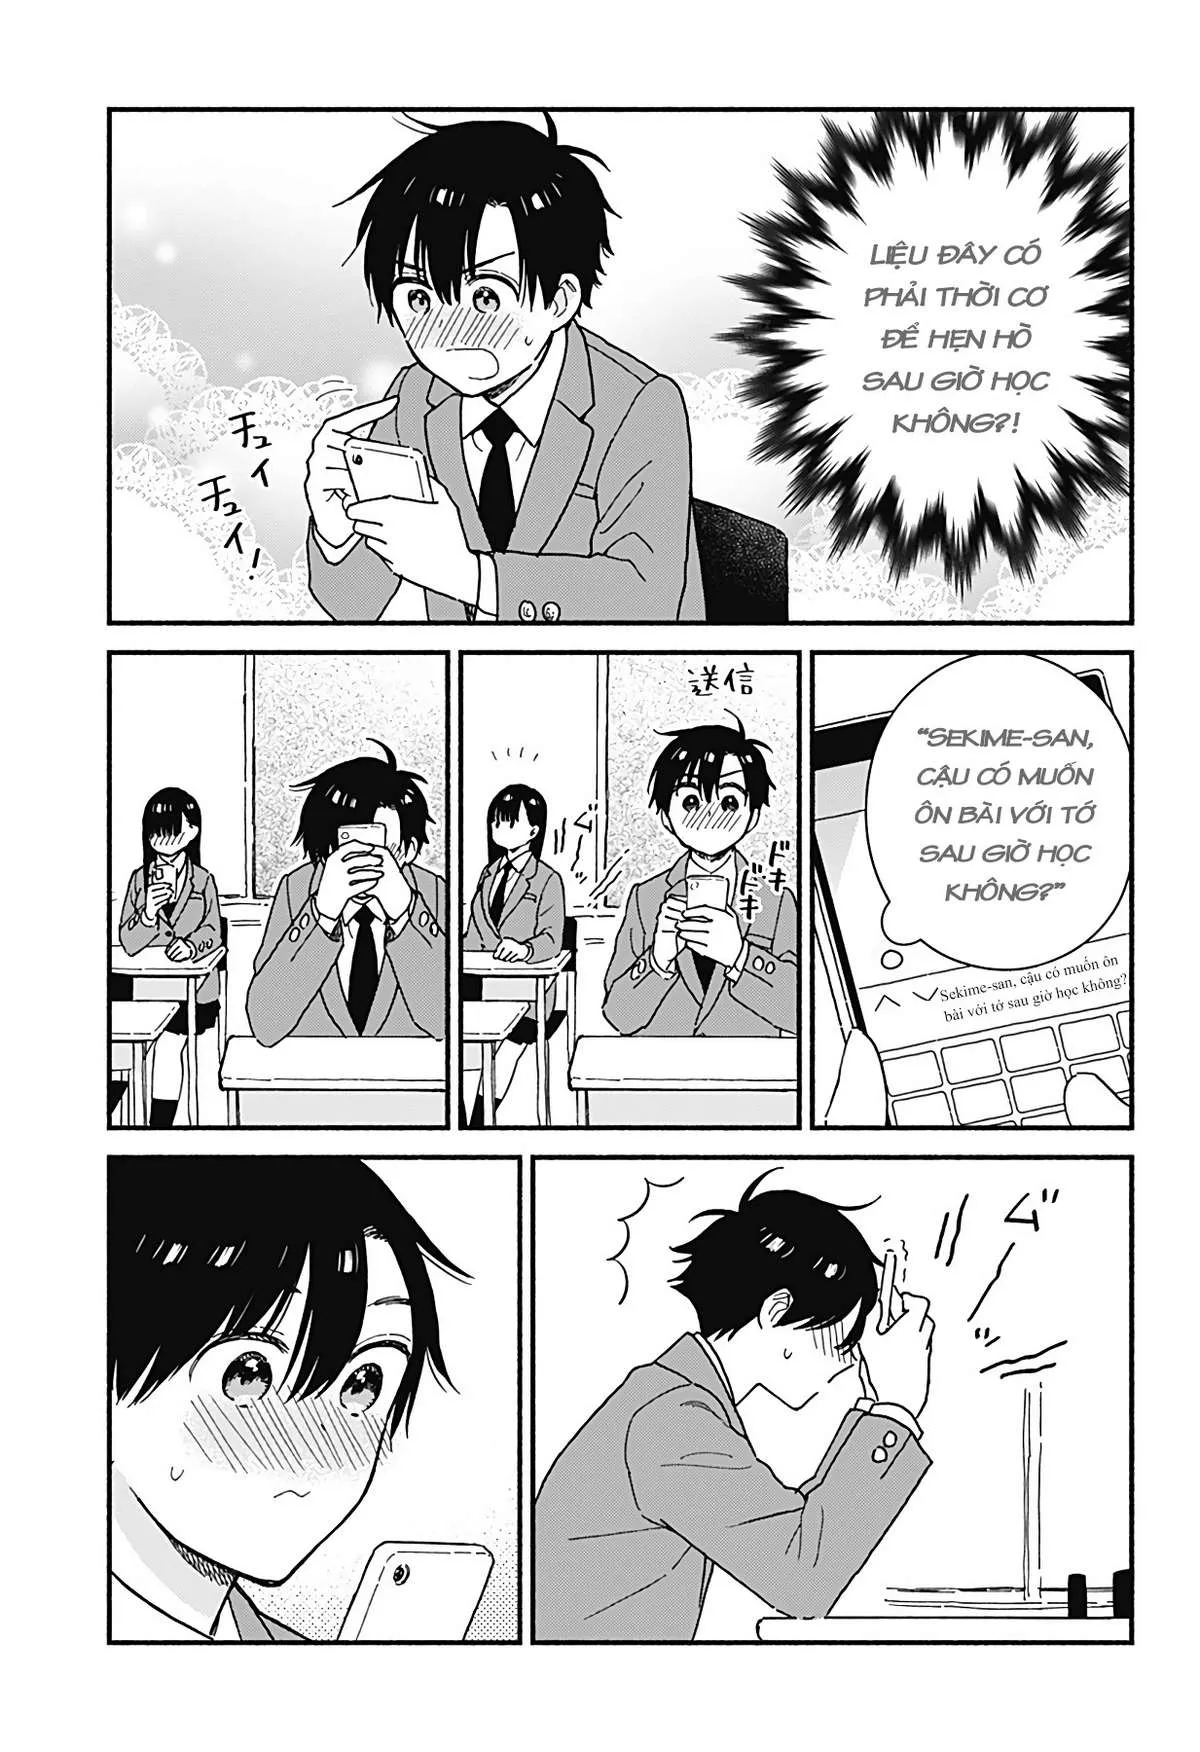 LIỆU ĐÂY CÓ
PHẢI THỜI CƠ
ĐỂ HẸN HÒ
SAU GIỜ HỌC
KHÔNG?!
チュイ
チュイ!
“SEKIME-SAN,
CẬU CÓ MUỐN
ÔN BÀI VỚI TỚ
SAU GIỜ HỌC
KHÔNG?”
Sekime-san, cậu có muốn ôn
bài với tớ sau giờ học không?
送信
ドキ
ドキ
ム゛
ム゛